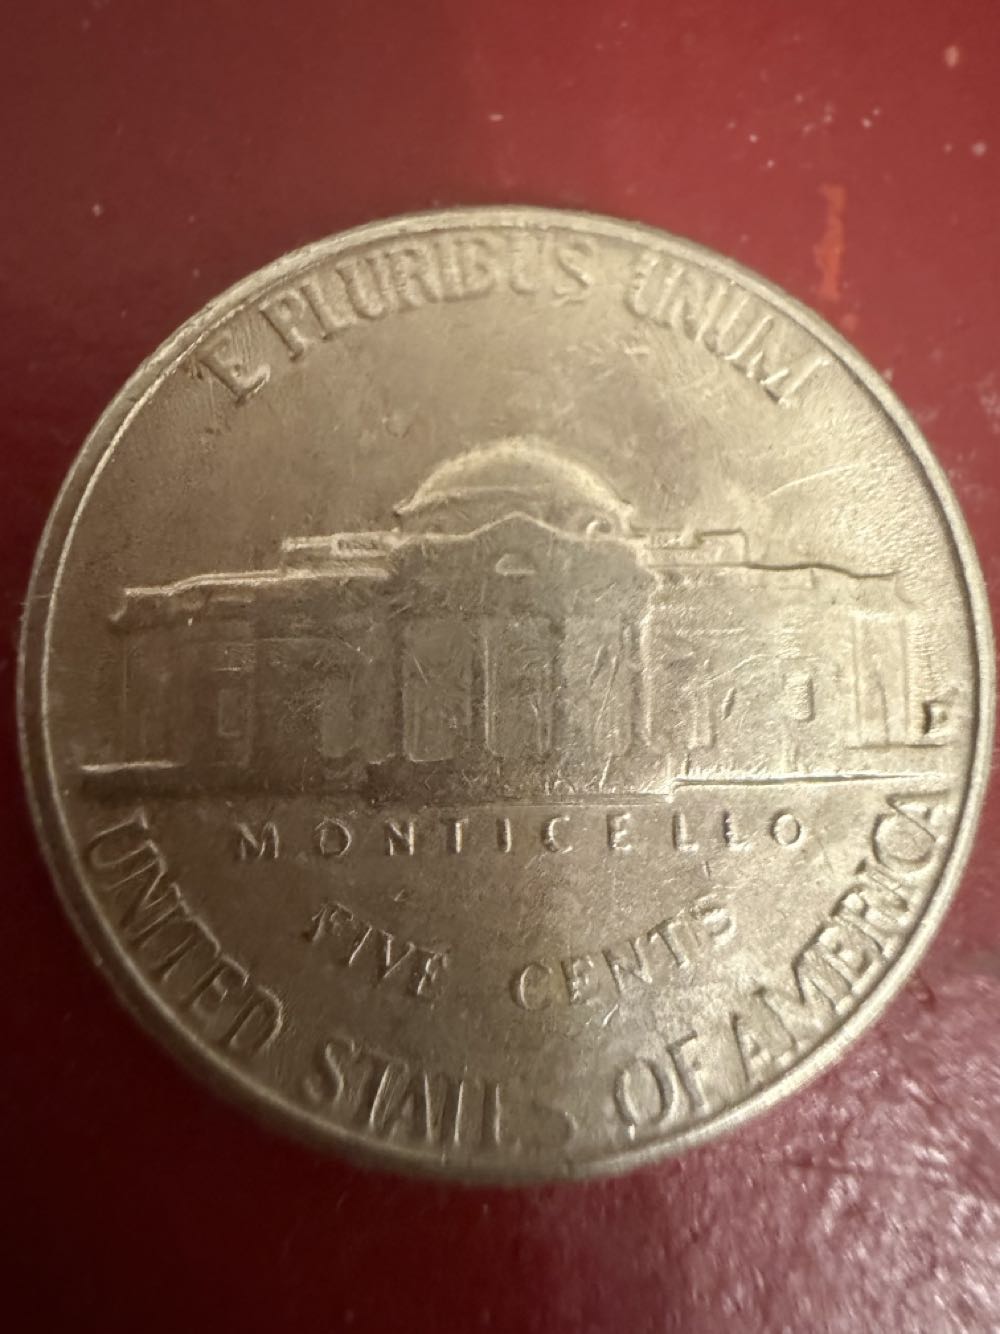 E PLURIBUS UNUM
MONTICELLO
FIVE CENTS
UNITED STATES OF AMERICA